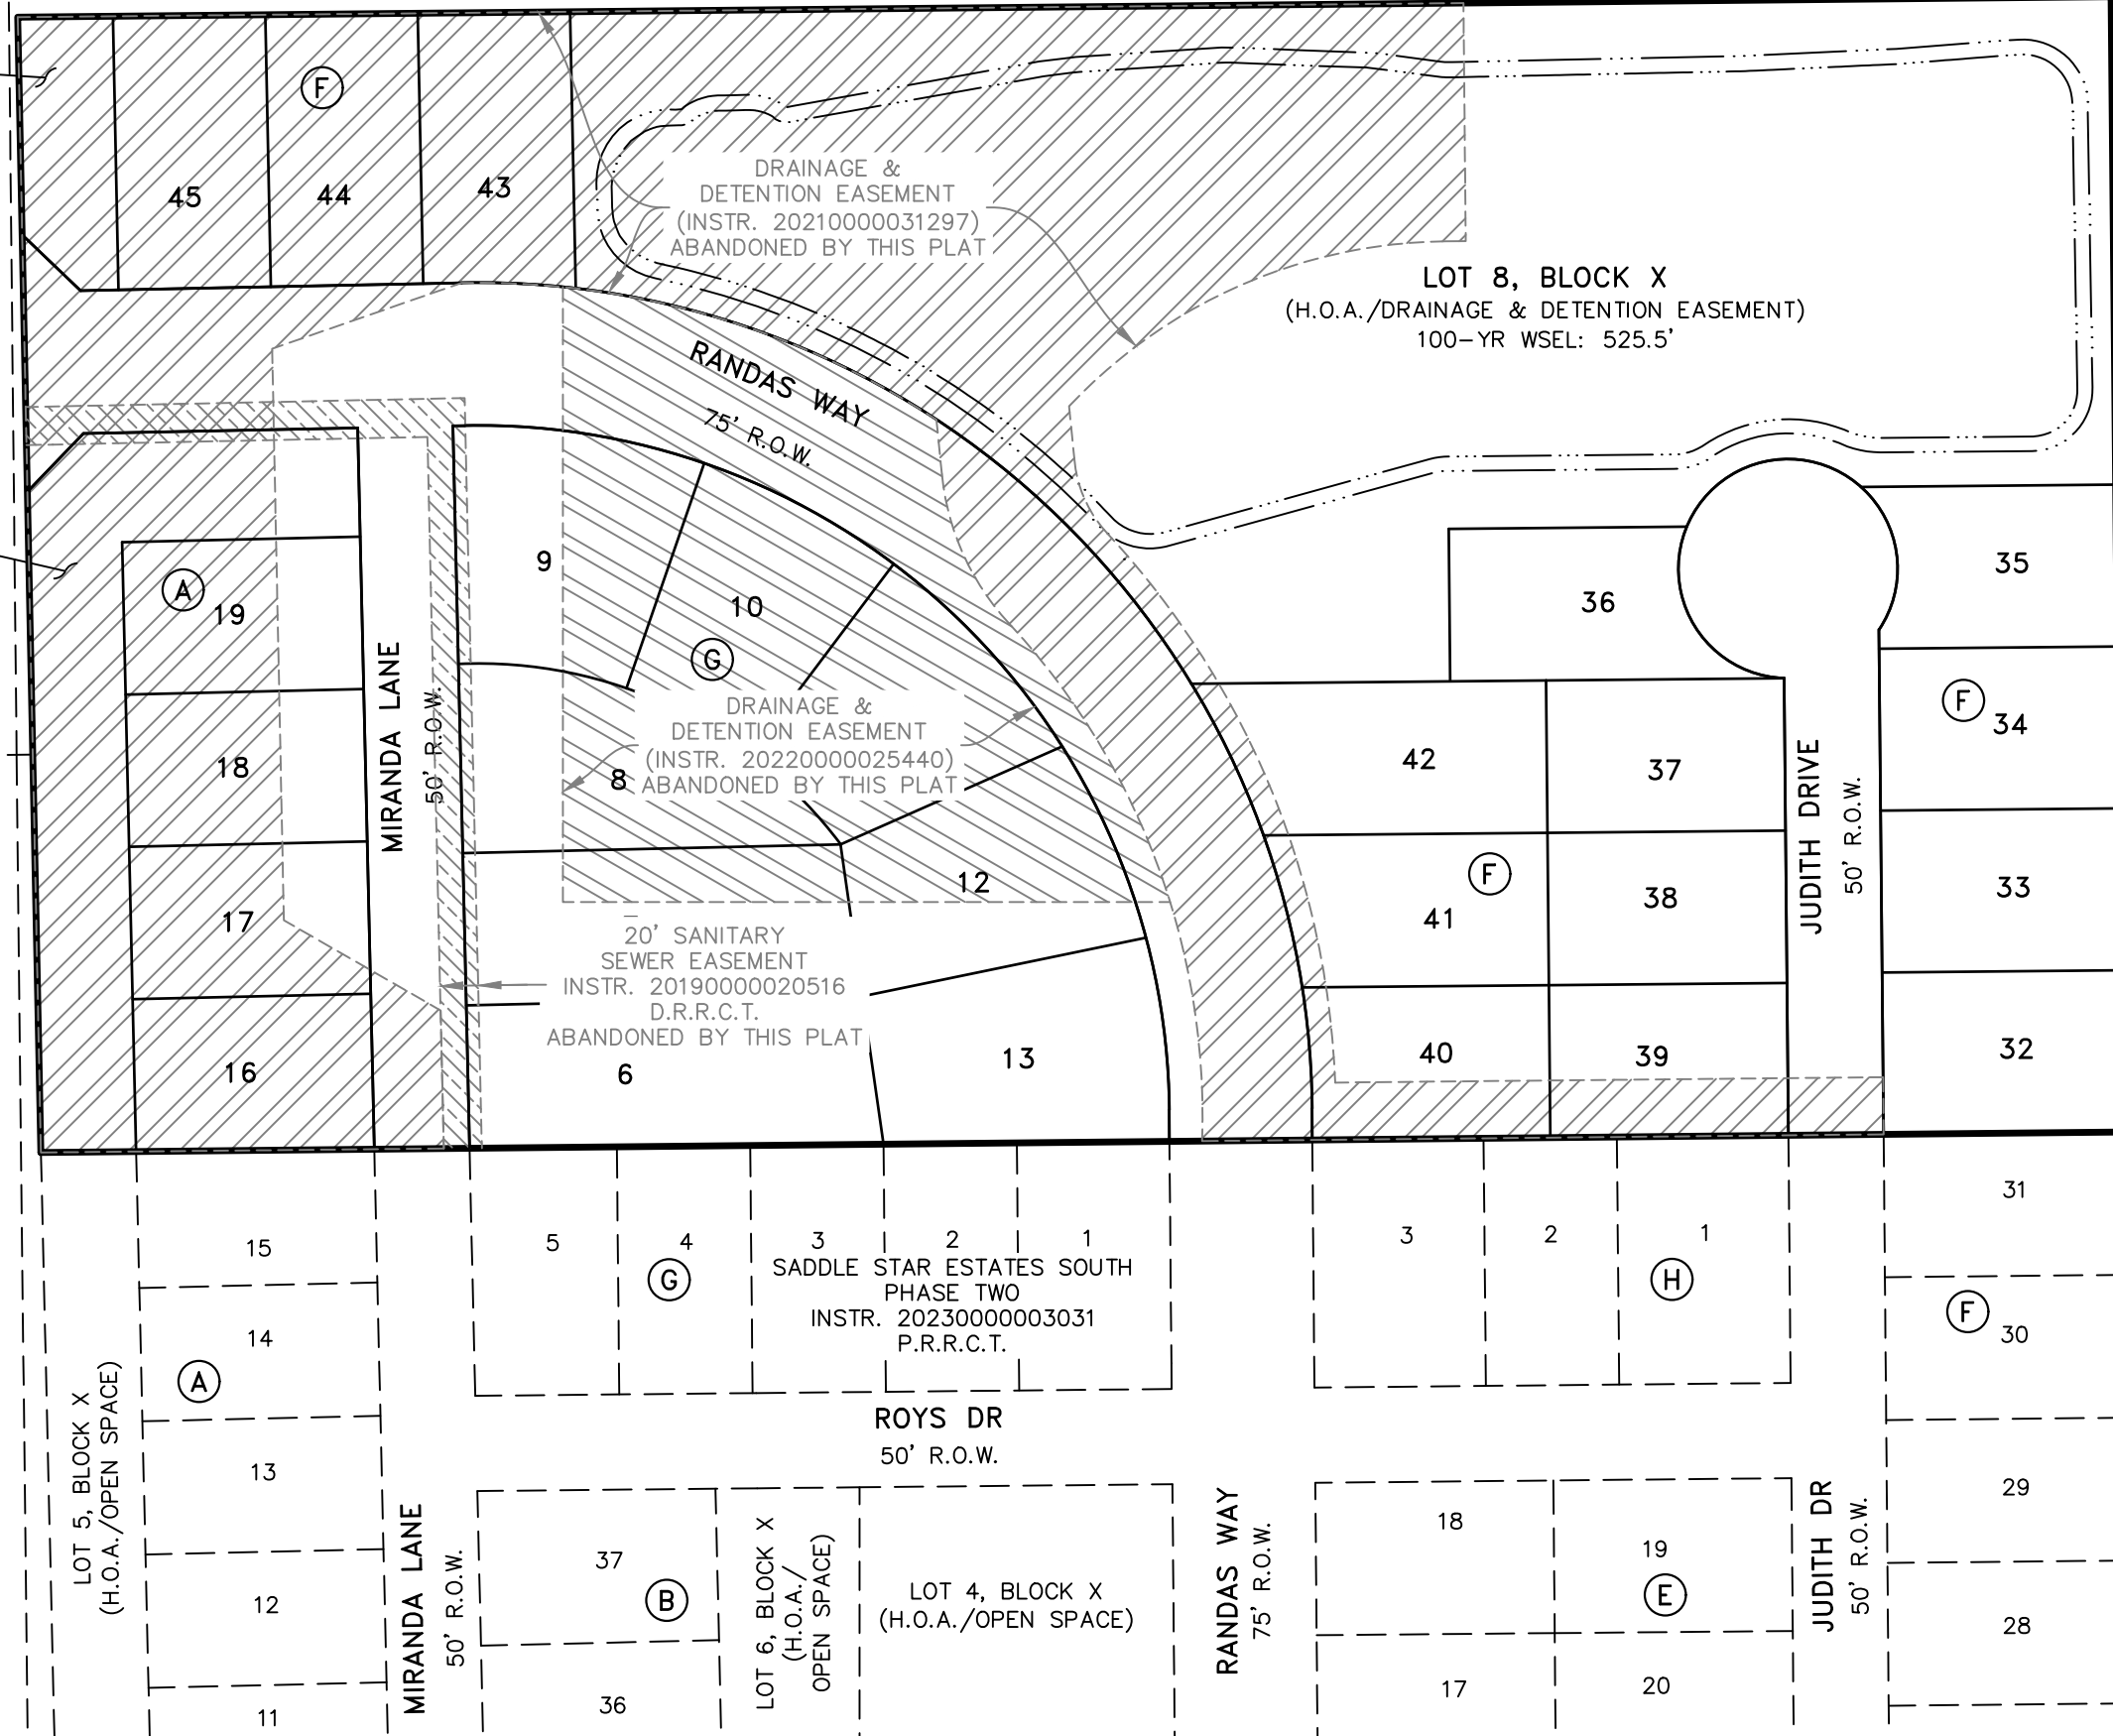 F
45
44
43
DRAINAGE &
DETENTION EASEMENT
(INSTR. 20210000031297)
ABANDONED BY THIS PLAT
LOT 8, BLOCK X
(H.O.A./DRAINAGE & DETENTION EASEMENT)
100-YR WSEL: 525.5'
RANDAS WAY
75' R.O.W.
A
19
18
17
16
MIRANDA LANE
50' R.O.W.
9
10
G
DRAINAGE &
DETENTION EASEMENT
(INSTR. 20220000025440)
ABANDONED BY THIS PLAT
8
12
20' SANITARY
SEWER EASEMENT
INSTR. 20190000020516
D.R.R.C.T.
ABANDONED BY THIS PLAT
6
13
36
42
37
F
41
38
40
39
JUDITH DRIVE
50' R.O.W.
35
F
34
33
32
15
14
A
13
12
11
LOT 5, BLOCK X
(H.O.A./OPEN SPACE)
MIRANDA LANE
50' R.O.W.
5
4
3
2
1
G
SADDLE STAR ESTATES SOUTH
PHASE TWO
INSTR. 20230000003031
P.R.R.C.T.
ROYS DR
50' R.O.W.
37
B
36
LOT 6, BLOCK X
(H.O.A./
OPEN SPACE)
LOT 4, BLOCK X
(H.O.A./OPEN SPACE)
RANDAS WAY
75' R.O.W.
3
2
1
H
18
19
E
17
20
JUDITH DR
50' R.O.W.
31
F
30
29
28